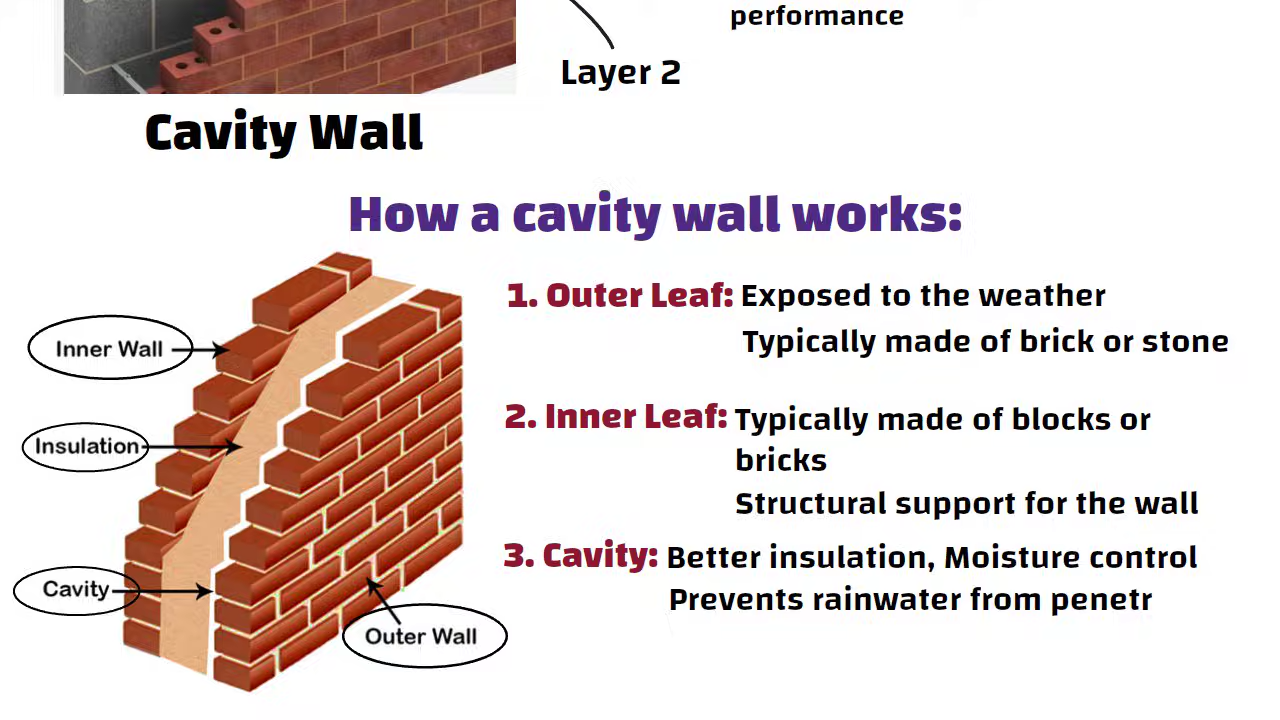 performance
Layer 2
Cavity Wall
How a cavity wall works:
1. Outer Leaf: Exposed to the weather
Typically made of brick or stone
Inner Wall
2. Inner Leaf: Typically made of blocks or
bricks
Insulation
Structural support for the wall
3. Cavity: Better insulation, Moisture control
Cavity
Prevents rainwater from penetr
Outer Wall